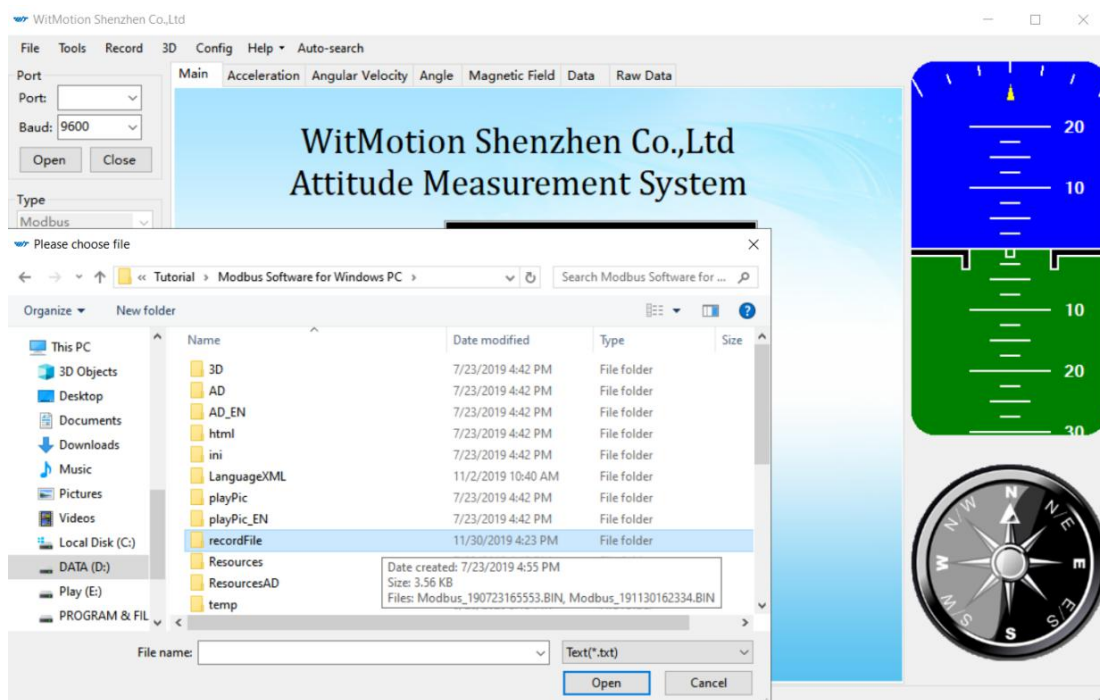 WitMotion Shenzhen Co.,Ltd
File Tools Record 3D Config Help Auto-search
Port
Port:
Baud: 9600
Open Close
Type
Modbus
Main Acceleration Angular Velocity Angle Magnetic Field Data Raw Data
WitMotion Shenzhen Co.,Ltd
Attitude Measurement System
20
10
10
20
30
N
N/E
E
E/S
S
S/W
W
N/W
Please choose file
« Tutorial > Modbus Software for Windows PC >
Search Modbus Software for ...
Organize New folder
This PC
3D Objects
Desktop
Documents
Downloads
Music
Pictures
Videos
Local Disk (C:)
DATA (D:)
Play (E:)
PROGRAM & FIL
Name Date modified Type Size
3D 7/23/2019 4:42 PM File folder
AD 7/23/2019 4:42 PM File folder
AD_EN 7/23/2019 4:42 PM File folder
html 7/23/2019 4:42 PM File folder
ini 7/23/2019 4:42 PM File folder
LanguageXML 11/2/2019 10:40 AM File folder
playPic 7/23/2019 4:42 PM File folder
playPic_EN 7/23/2019 4:42 PM File folder
recordFile 11/30/2019 4:23 PM File folder
Resources
ResourcesAD
temp
Date created: 7/23/2019 4:55 PM
Size: 3.56 KB
Files: Modbus_190723165553.BIN, Modbus_191130162334.BIN
File name:
Text(*.txt)
Open Cancel